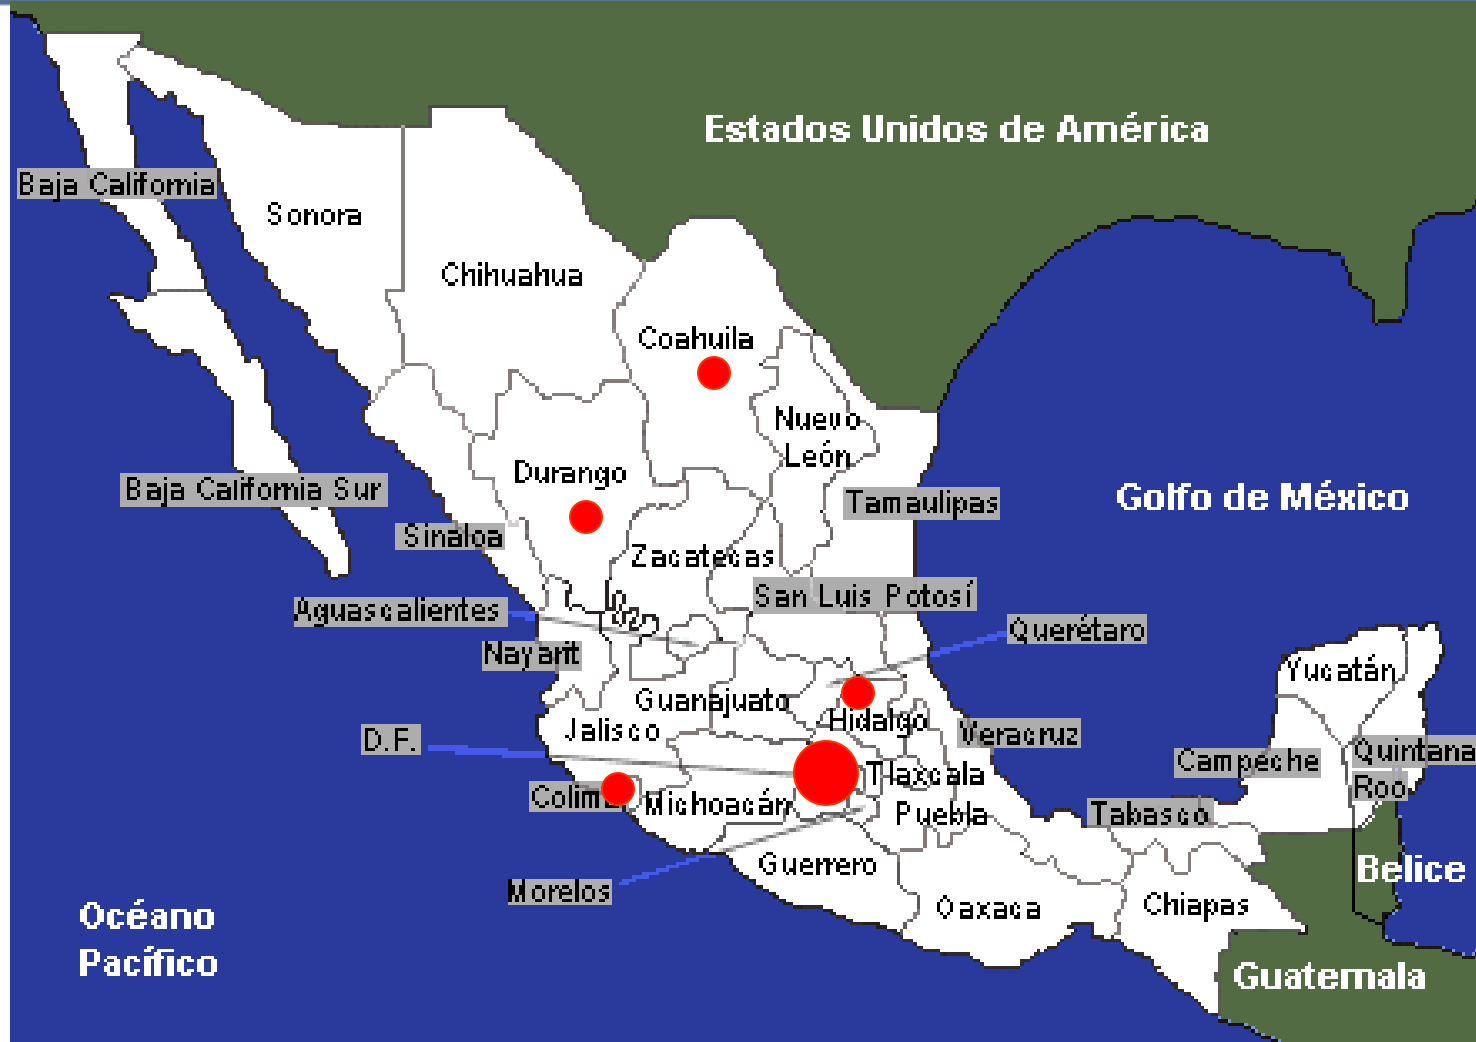 Estados Unidos de América
Baja California
Sonora
Chihuahua
Coahuila
Nuevo
León
Durango
Baja California Sur
Tamaulipas
Golfo de México
Sinaloa
Zacatecas
San Luis Potosí
Aguascalientes
Querétaro
Nayarit
Yucatán
Guanajuato
Hidalgo
Jalisco
Veracruz
D.F.
Quintana
Roo
Campeche
Tlaxcala
Colima
Michoacán
Puebla
Tabasco
Guerrero
Belice
Morelos
Oaxaca
Chiapas
Océano
Pacífico
Guatemala